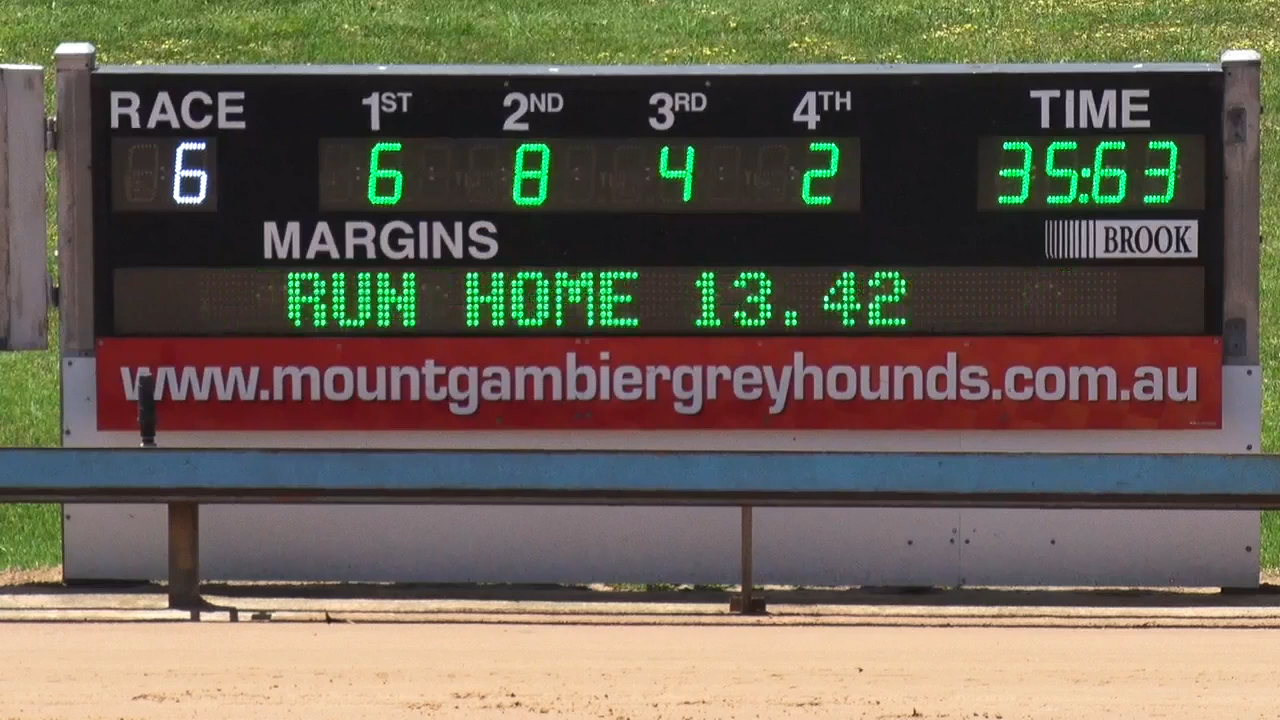 RACE 1ST 2ND 3RD 4TH TIME
6 6 8 4 2 35:63
MARGINS BROOK
RUN HOME 13.42
www.mountgambiergreyhounds.com.au